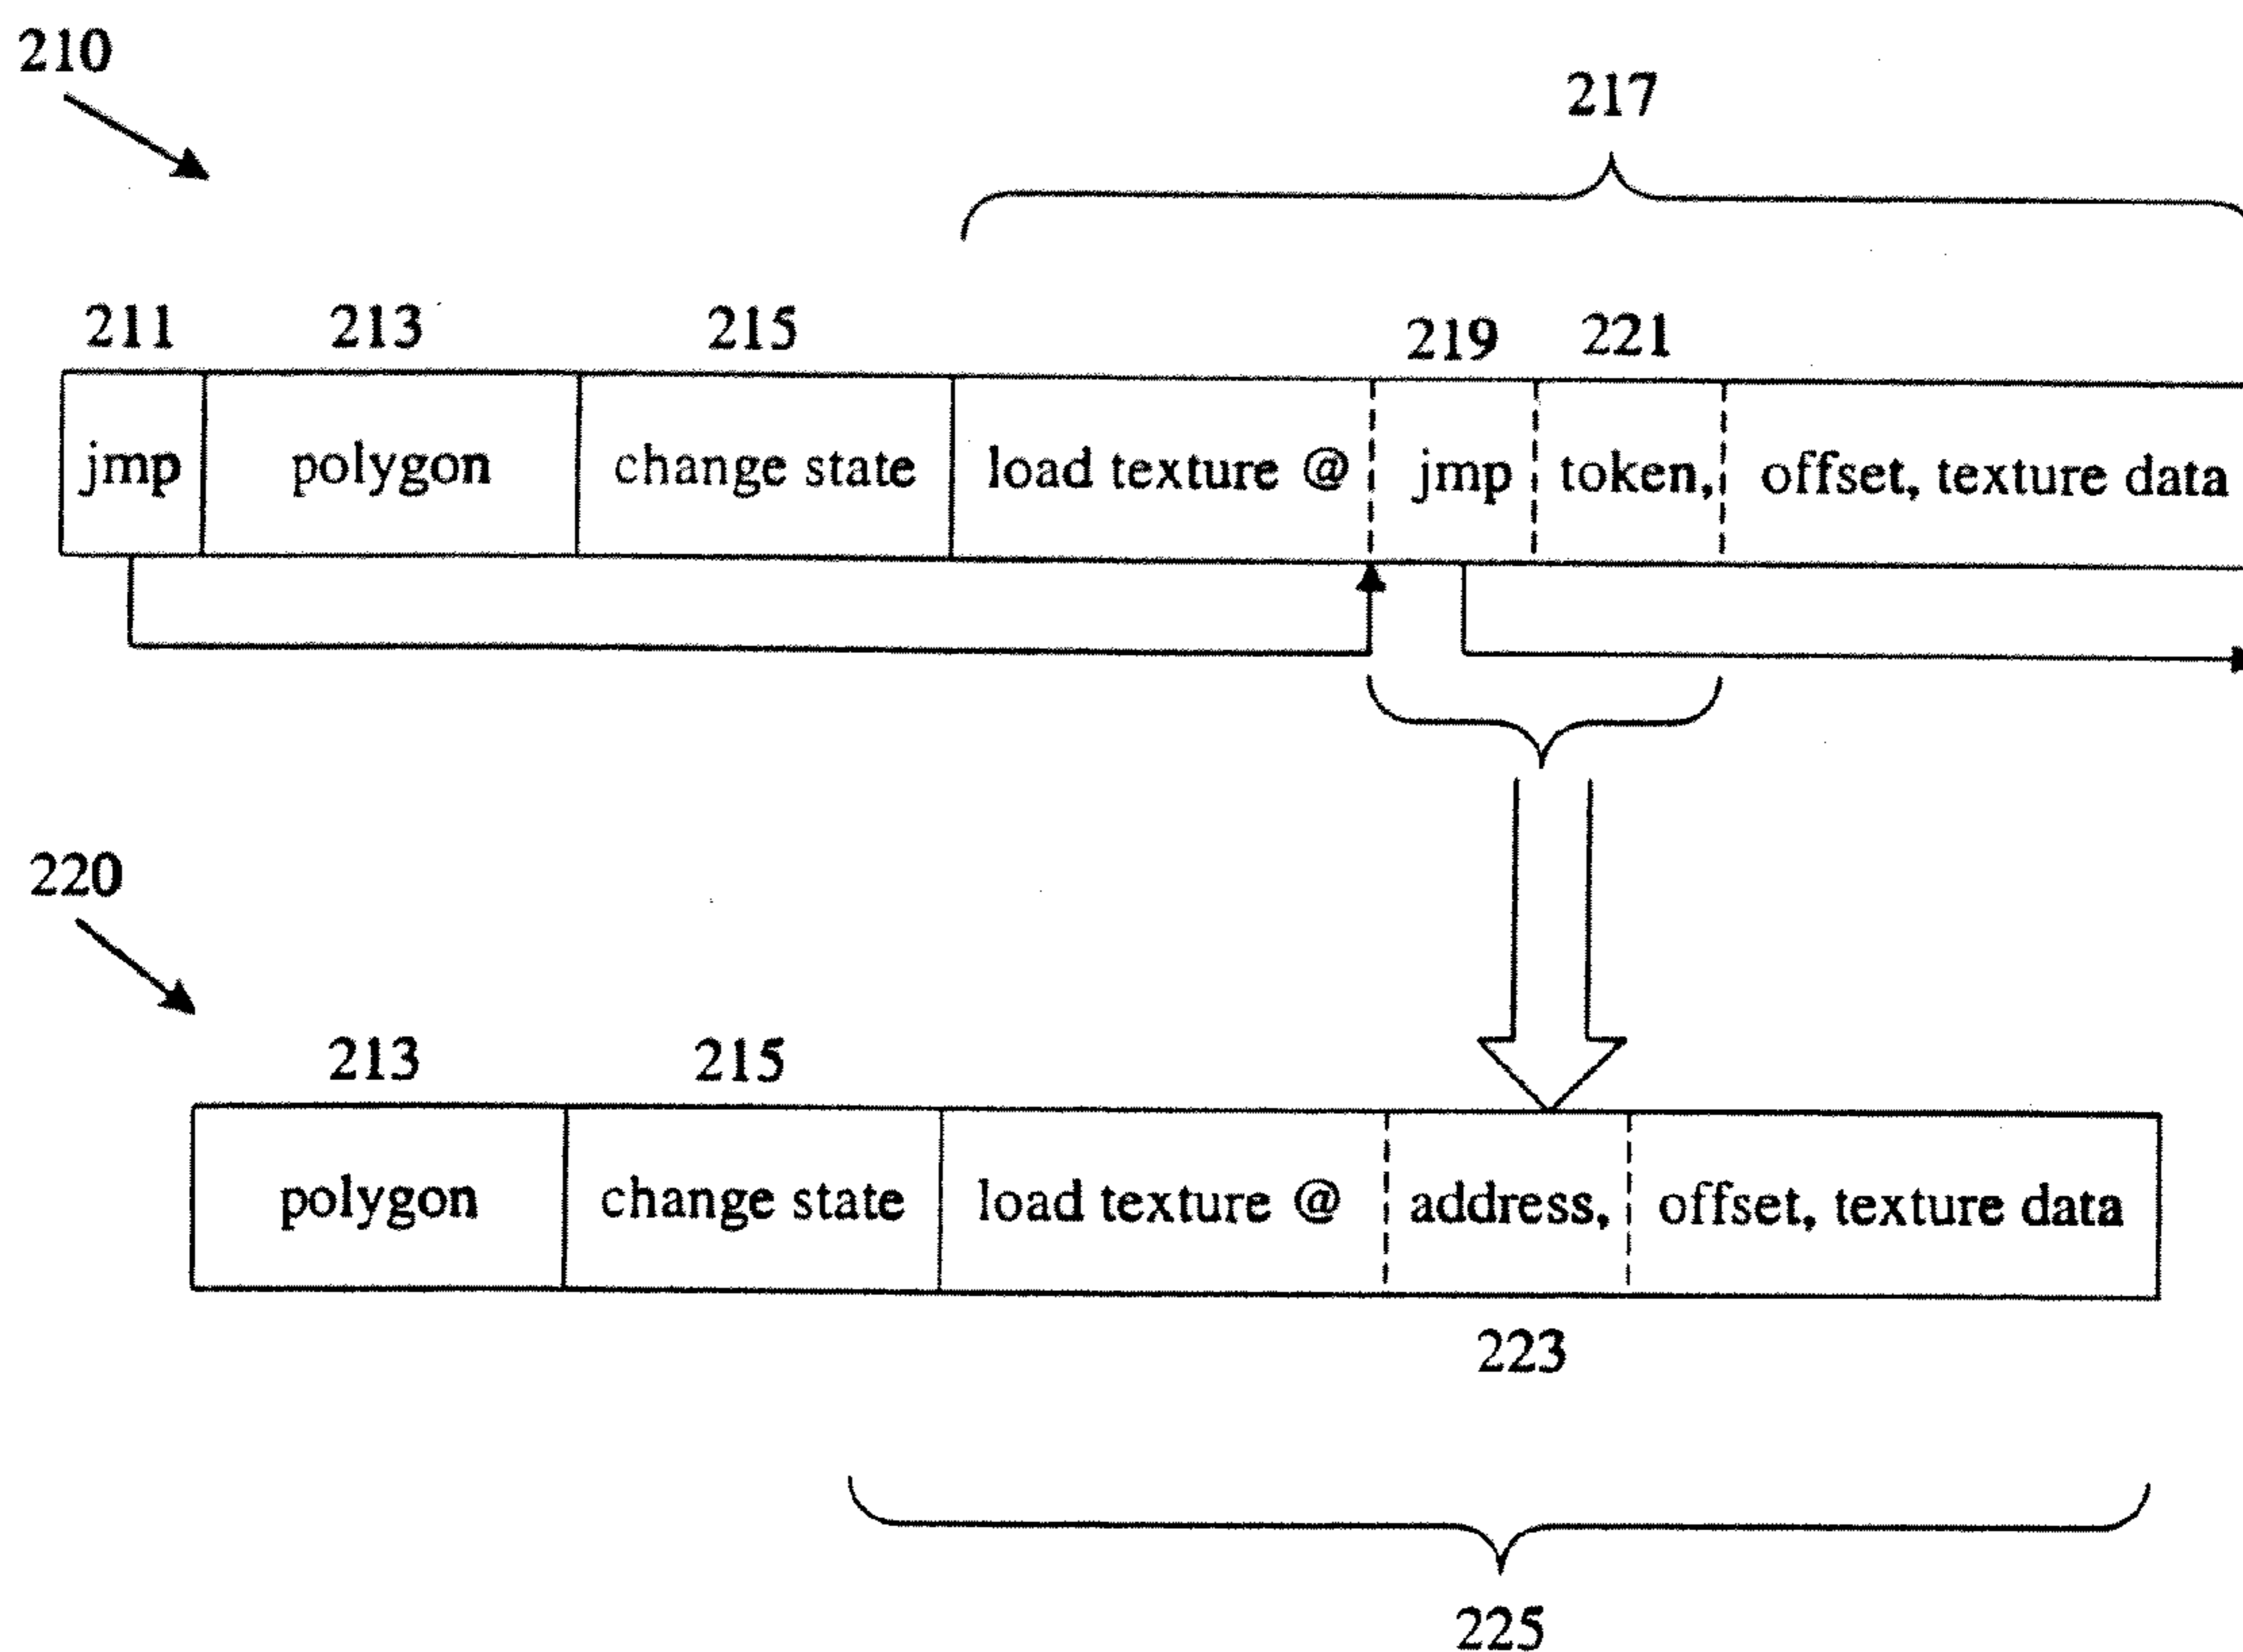 210
217
211 213 215 219 221
jmp polygon change state load texture @ jmp token, offset, texture data
220
213 215
polygon change state load texture @ address, offset, texture data
223
225